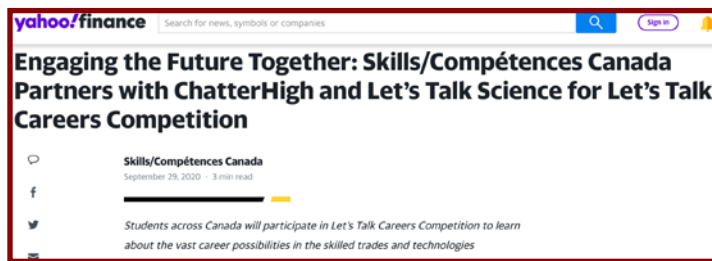 yahoo!finance Search for news, symbols or companies Sign in
Engaging the Future Together: Skills/Compétences Canada
Partners with ChatterHigh and Let's Talk Science for Let's Talk
Careers Competition
Skills/Compétences Canada
September 29, 2020 · 3 min read
Students across Canada will participate in Let's Talk Careers Competition to learn
about the vast career possibilities in the skilled trades and technologies